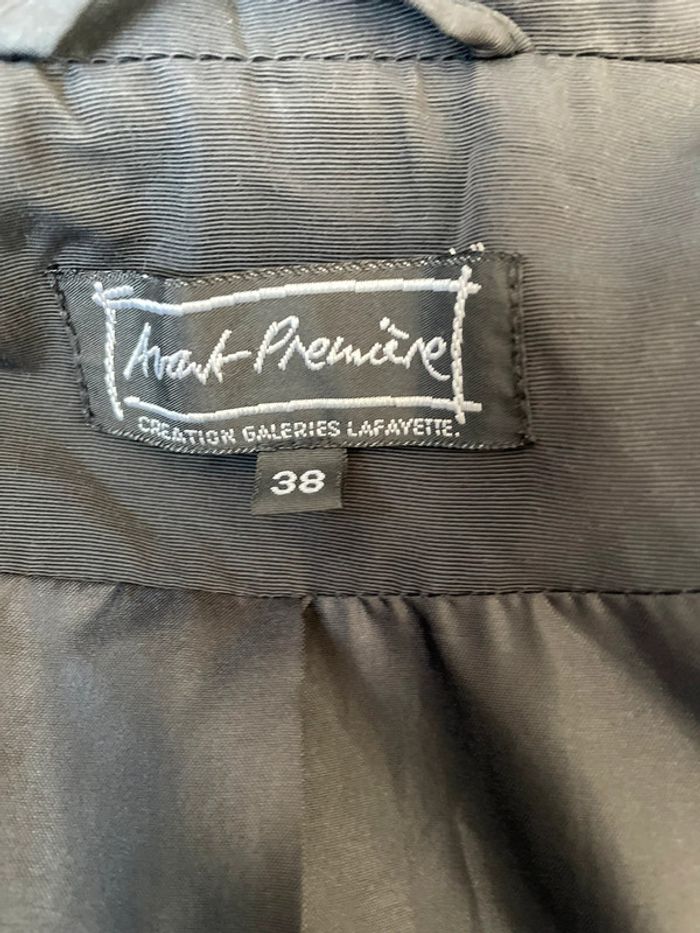 Avant-Première
CREATION GALERIES LAFAYETTE.
38